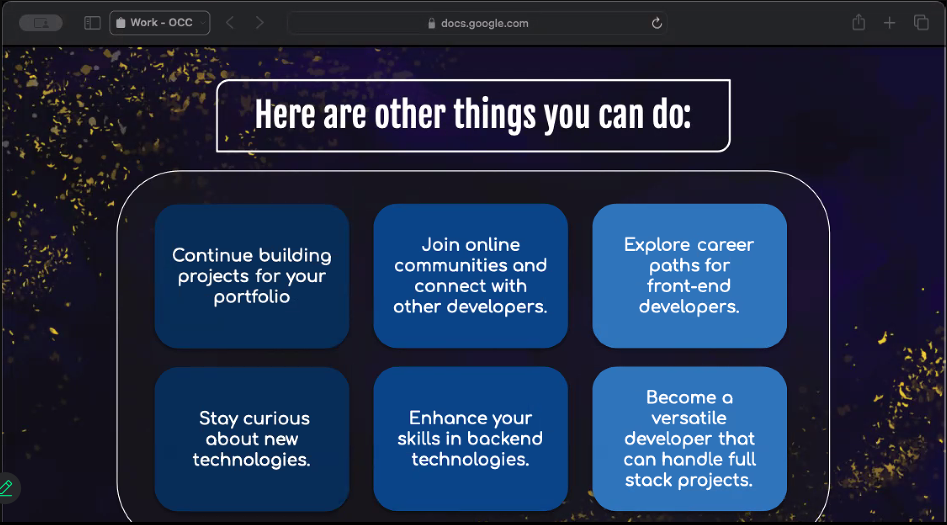 Work - OCC
docs.google.com
Here are other things you can do:
Continue building
projects for your
portfolio
Join online
communities and
connect with
other developers.
Explore career
paths for
front-end
developers.
Stay curious
about new
technologies.
Enhance your
skills in backend
technologies.
Become a
versatile
developer that
can handle full
stack projects.